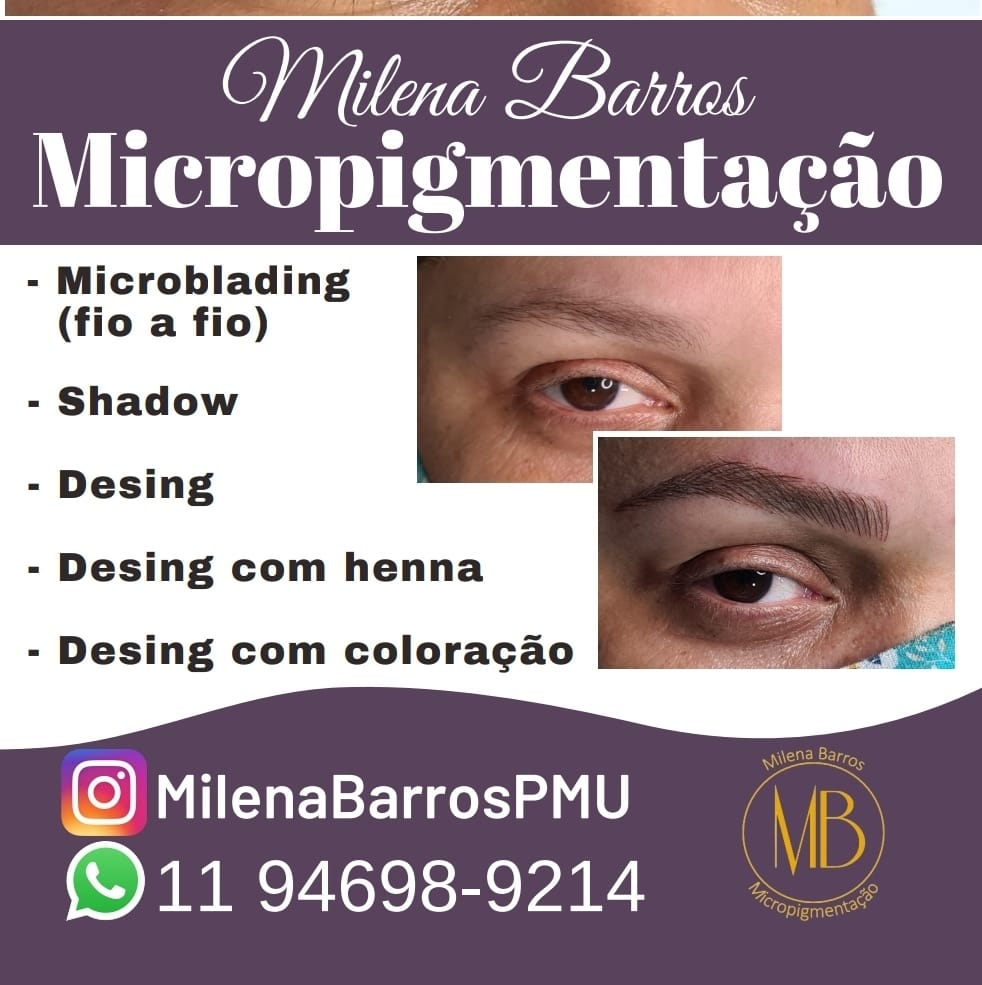 Milena Barros
Micropigmentação
- Microblading
(fio a fio)
- Shadow
- Desing
- Desing com henna
- Desing com coloração
MilenaBarrosPMU
11 94698-9214
Milena Barros
MB
Micropigmentação